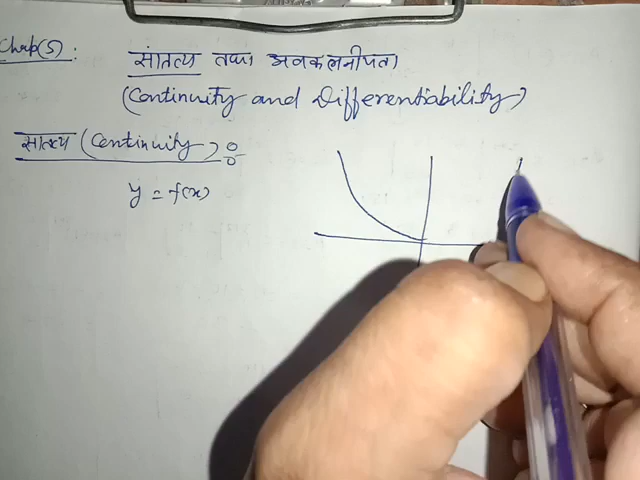 Chap(5):
सांतत्य तथा अवकलनीयता
(Continuity and Differentiability)
सांतत्य (Continuity) :-
y = f(x)